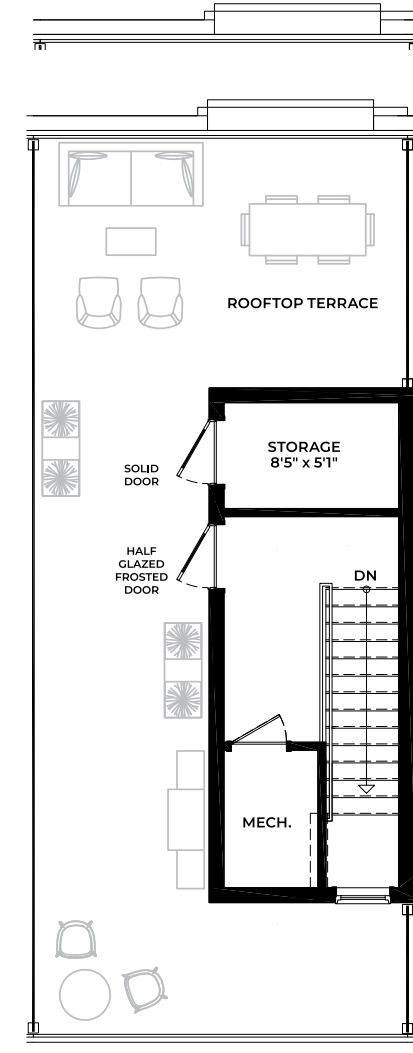 ROOFTOP TERRACE
STORAGE
8'5" x 5'1"
SOLID
DOOR
HALF
GLAZED
FROSTED
DOOR
DN
MECH.